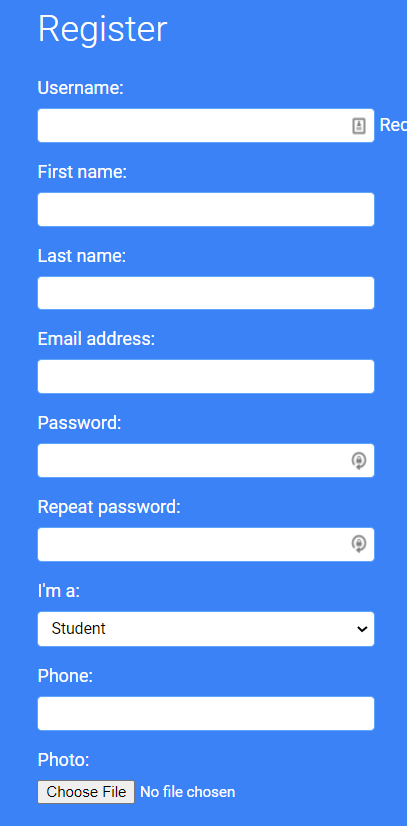 Register
Username:
First name:
Last name:
Email address:
Password:
Repeat password:
I'm a:
Student
Phone:
Photo:
Choose File No file chosen